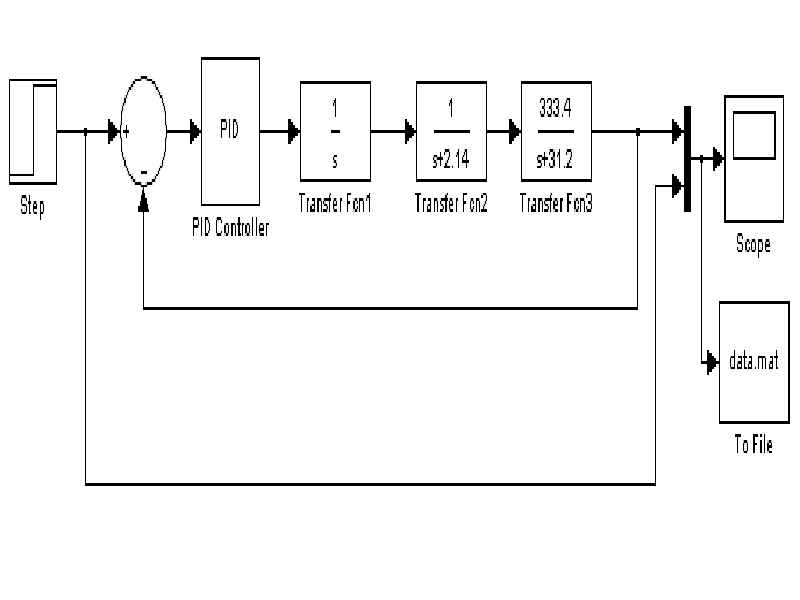 Step
+
-
PID
PID Controller
1
s
Transfer Fcn1
1
s+2.14
Transfer Fcn2
333.4
s+31.2
Transfer Fcn3
Scope
data.mat
To File